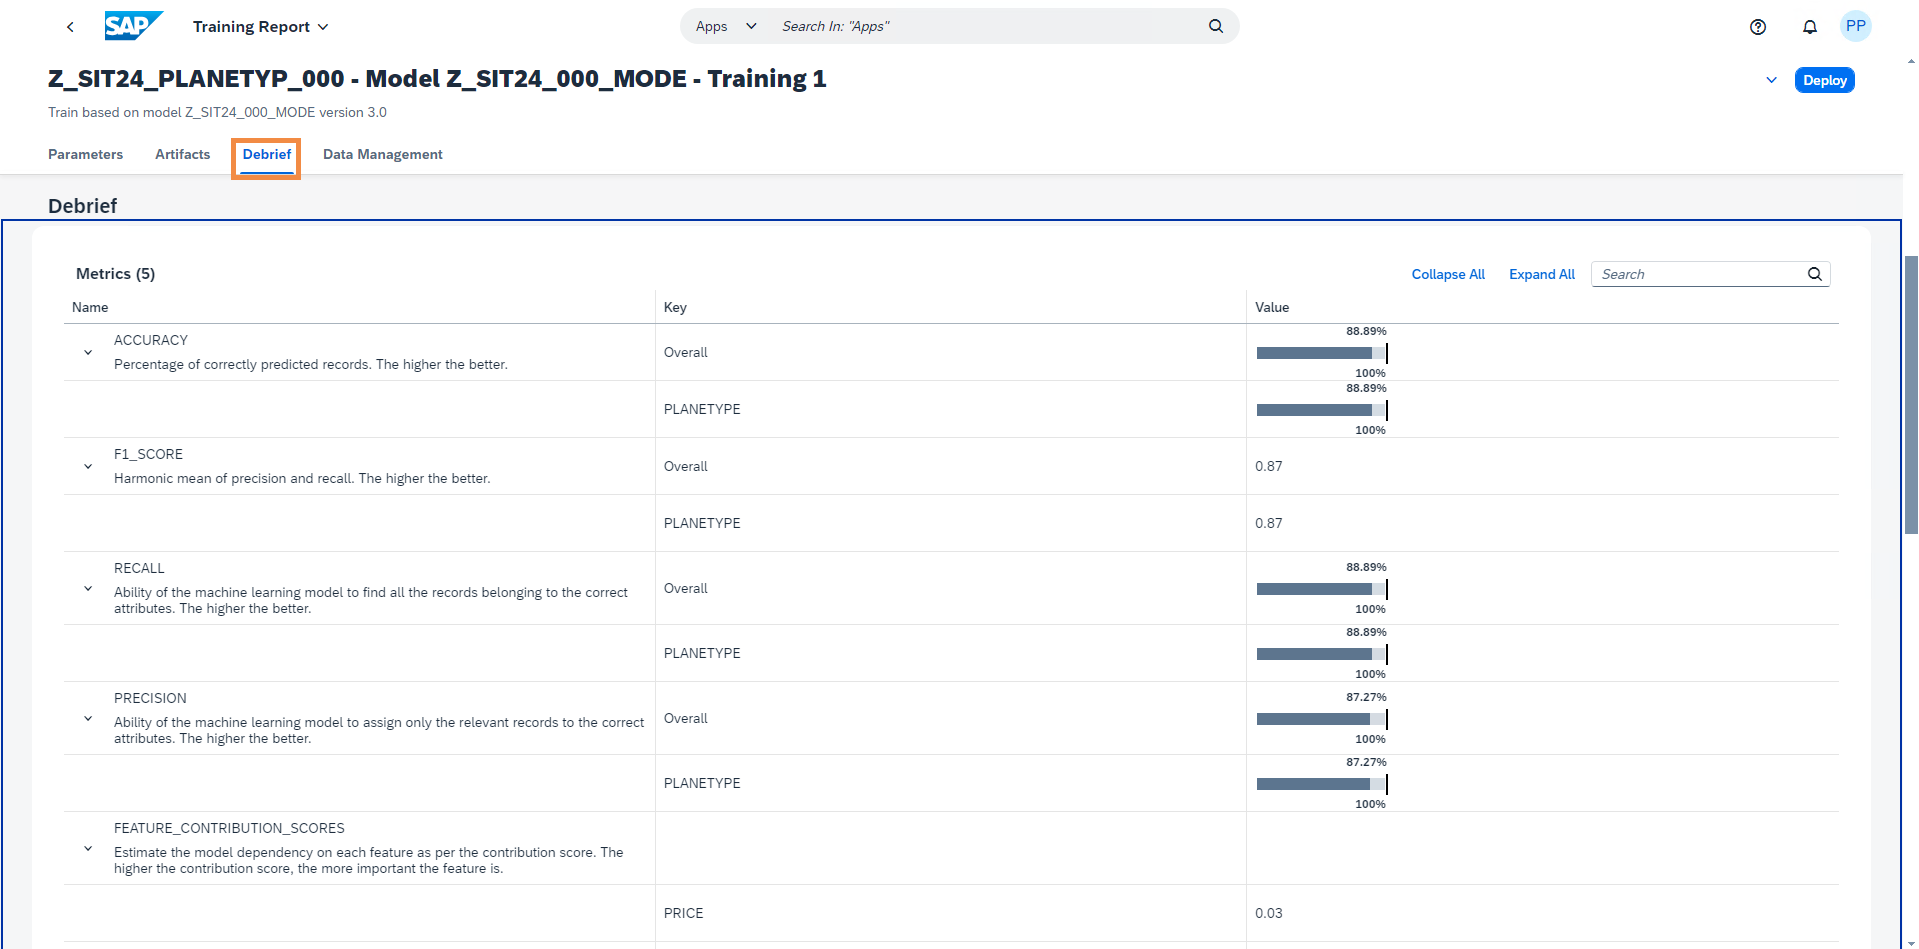 SAP
Training Report
Apps
Search In: "Apps"
PP
Z_SIT24_PLANETYP_000 - Model Z_SIT24_000_MODE - Training 1
Deploy
Train based on model Z_SIT24_000_MODE version 3.0
Parameters
Artifacts
Debrief
Data Management
Debrief
Metrics (5)
Collapse All
Expand All
Search
Name
Key
Value
ACCURACY
Percentage of correctly predicted records. The higher the better.
Overall
88.89%
100%
PLANETYPE
88.89%
100%
F1_SCORE
Harmonic mean of precision and recall. The higher the better.
Overall
0.87
PLANETYPE
0.87
RECALL
Ability of the machine learning model to find all the records belonging to the correct
attributes. The higher the better.
Overall
88.89%
100%
PLANETYPE
88.89%
100%
PRECISION
Ability of the machine learning model to assign only the relevant records to the correct
attributes. The higher the better.
Overall
87.27%
100%
PLANETYPE
87.27%
100%
FEATURE_CONTRIBUTION_SCORES
Estimate the model dependency on each feature as per the contribution score. The
higher the contribution score, the more important the feature is.
PRICE
0.03